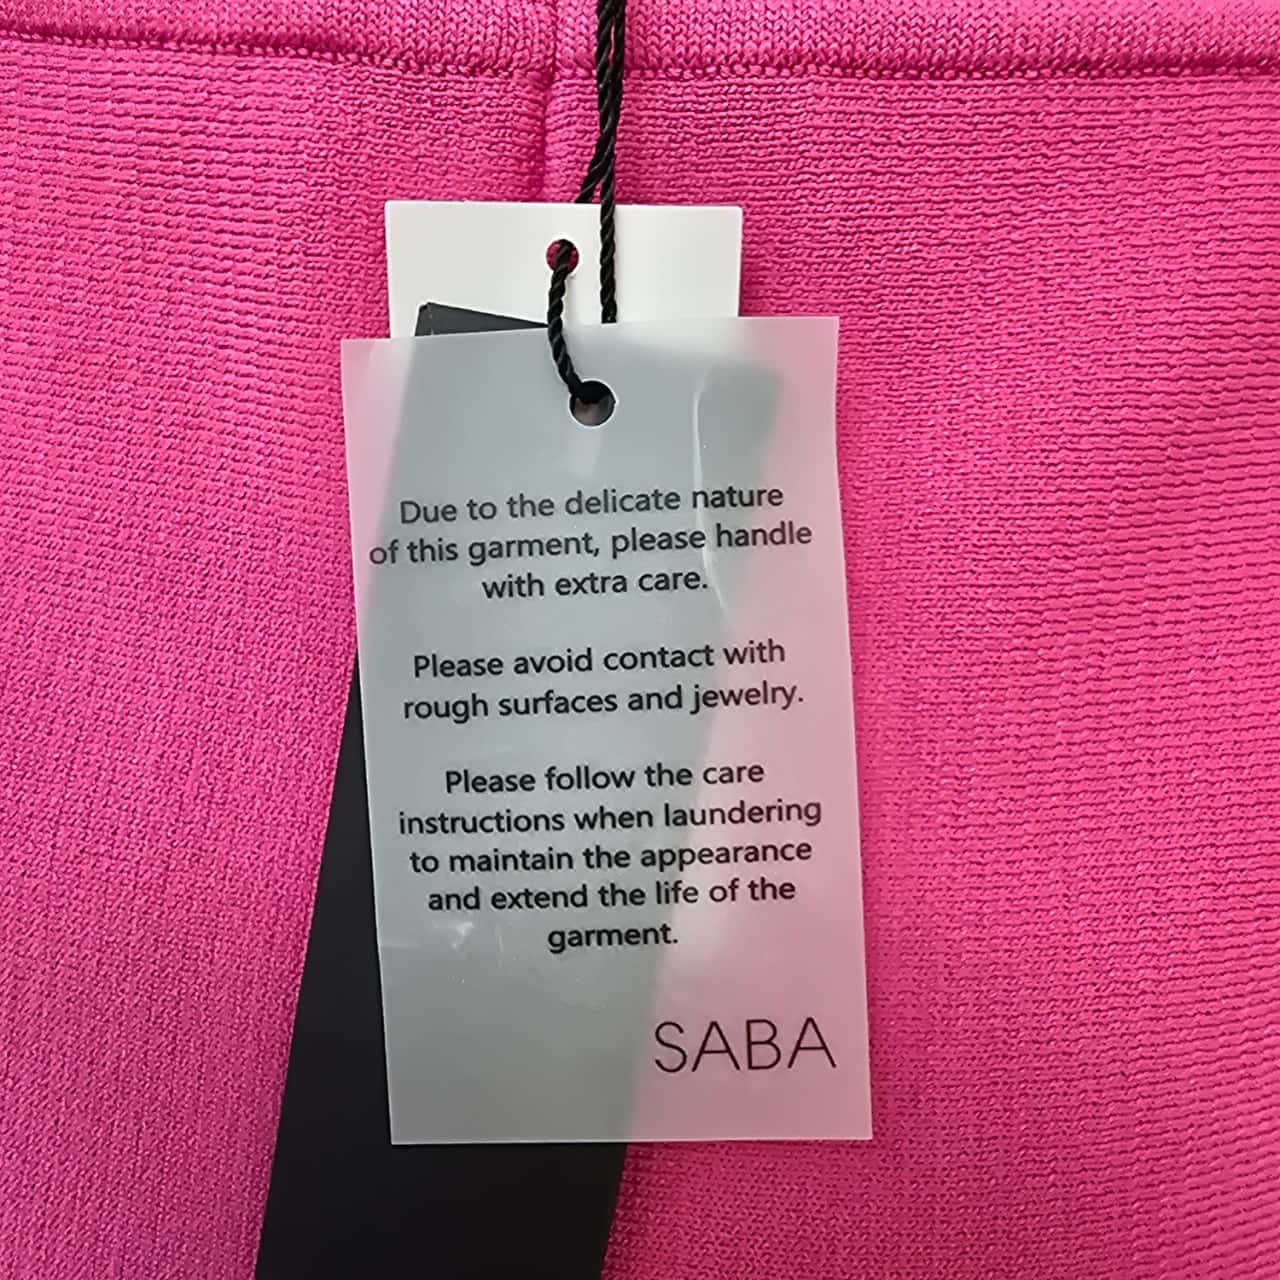 Due to the delicate nature
of this garment, please handle
with extra care.
Please avoid contact with
rough surfaces and jewelry.
Please follow the care
instructions when laundering
to maintain the appearance
and extend the life of the
garment.
SABA